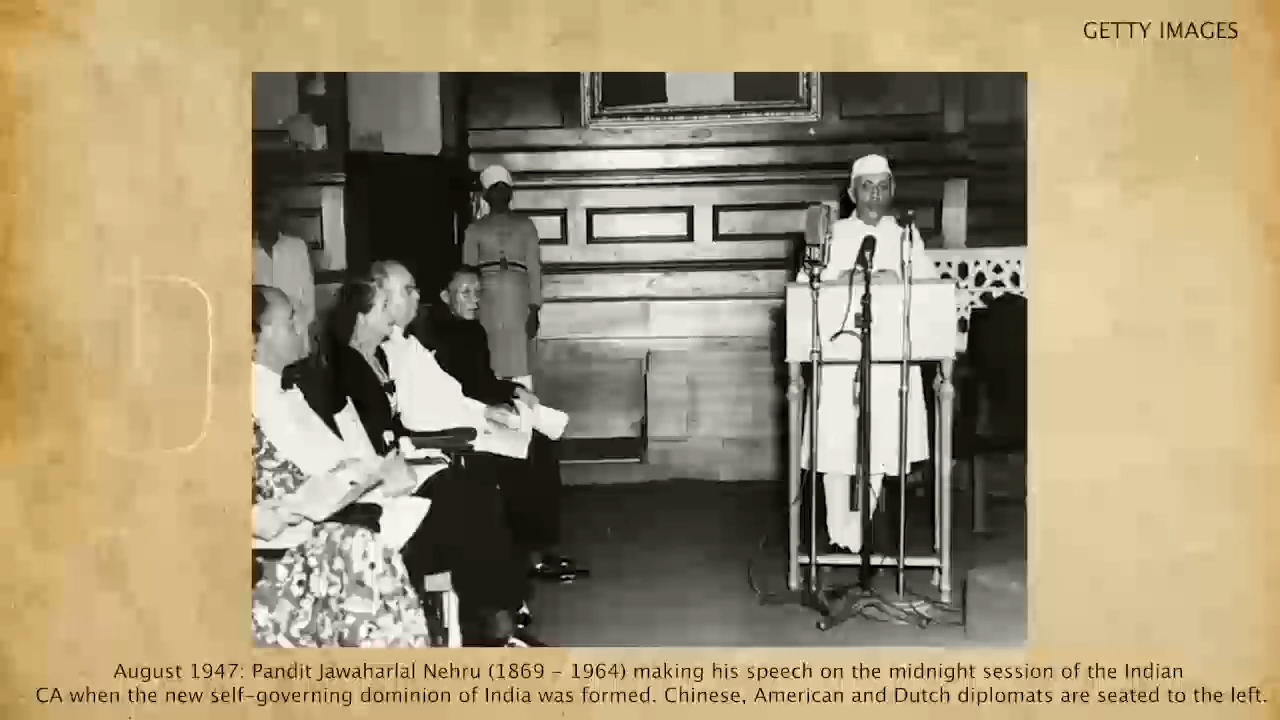 GETTY IMAGES
August 1947: Pandit Jawaharlal Nehru (1869 – 1964) making his speech on the midnight session of the Indian
CA when the new self-governing dominion of India was formed. Chinese, American and Dutch diplomats are seated to the left.